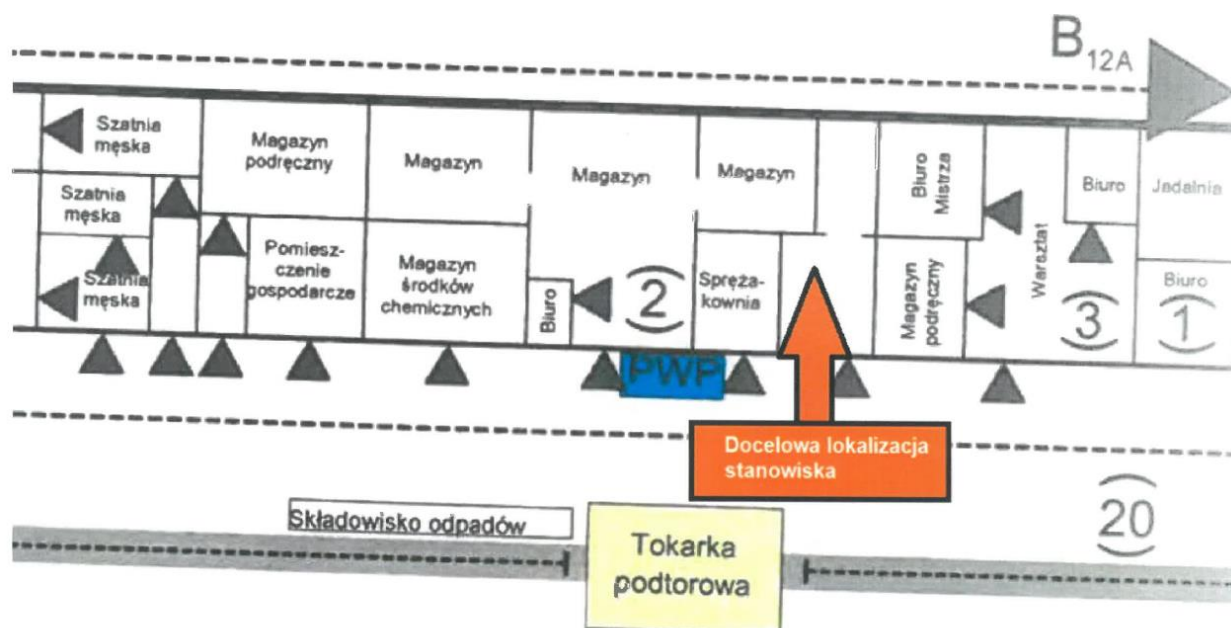 B12A
Szatnia
męska
Magazyn
podręczny
Magazyn
Magazyn
Magazyn
Biuro
Mistrza
Biuro
Jadalnia
Szatnia
męska
Szatnia
męska
Pomiesz-
czenie
gospodarcze
Magazyn
środków
chemicznych
Biuro
(2)
Spręża-
kownia
Magazyn
podręczny
Warsztat
(3)
Biuro
(1)
PWP
Docelowa lokalizacja
stanowiska
Składowisko odpadów
Tokarka
podtorowa
(20)